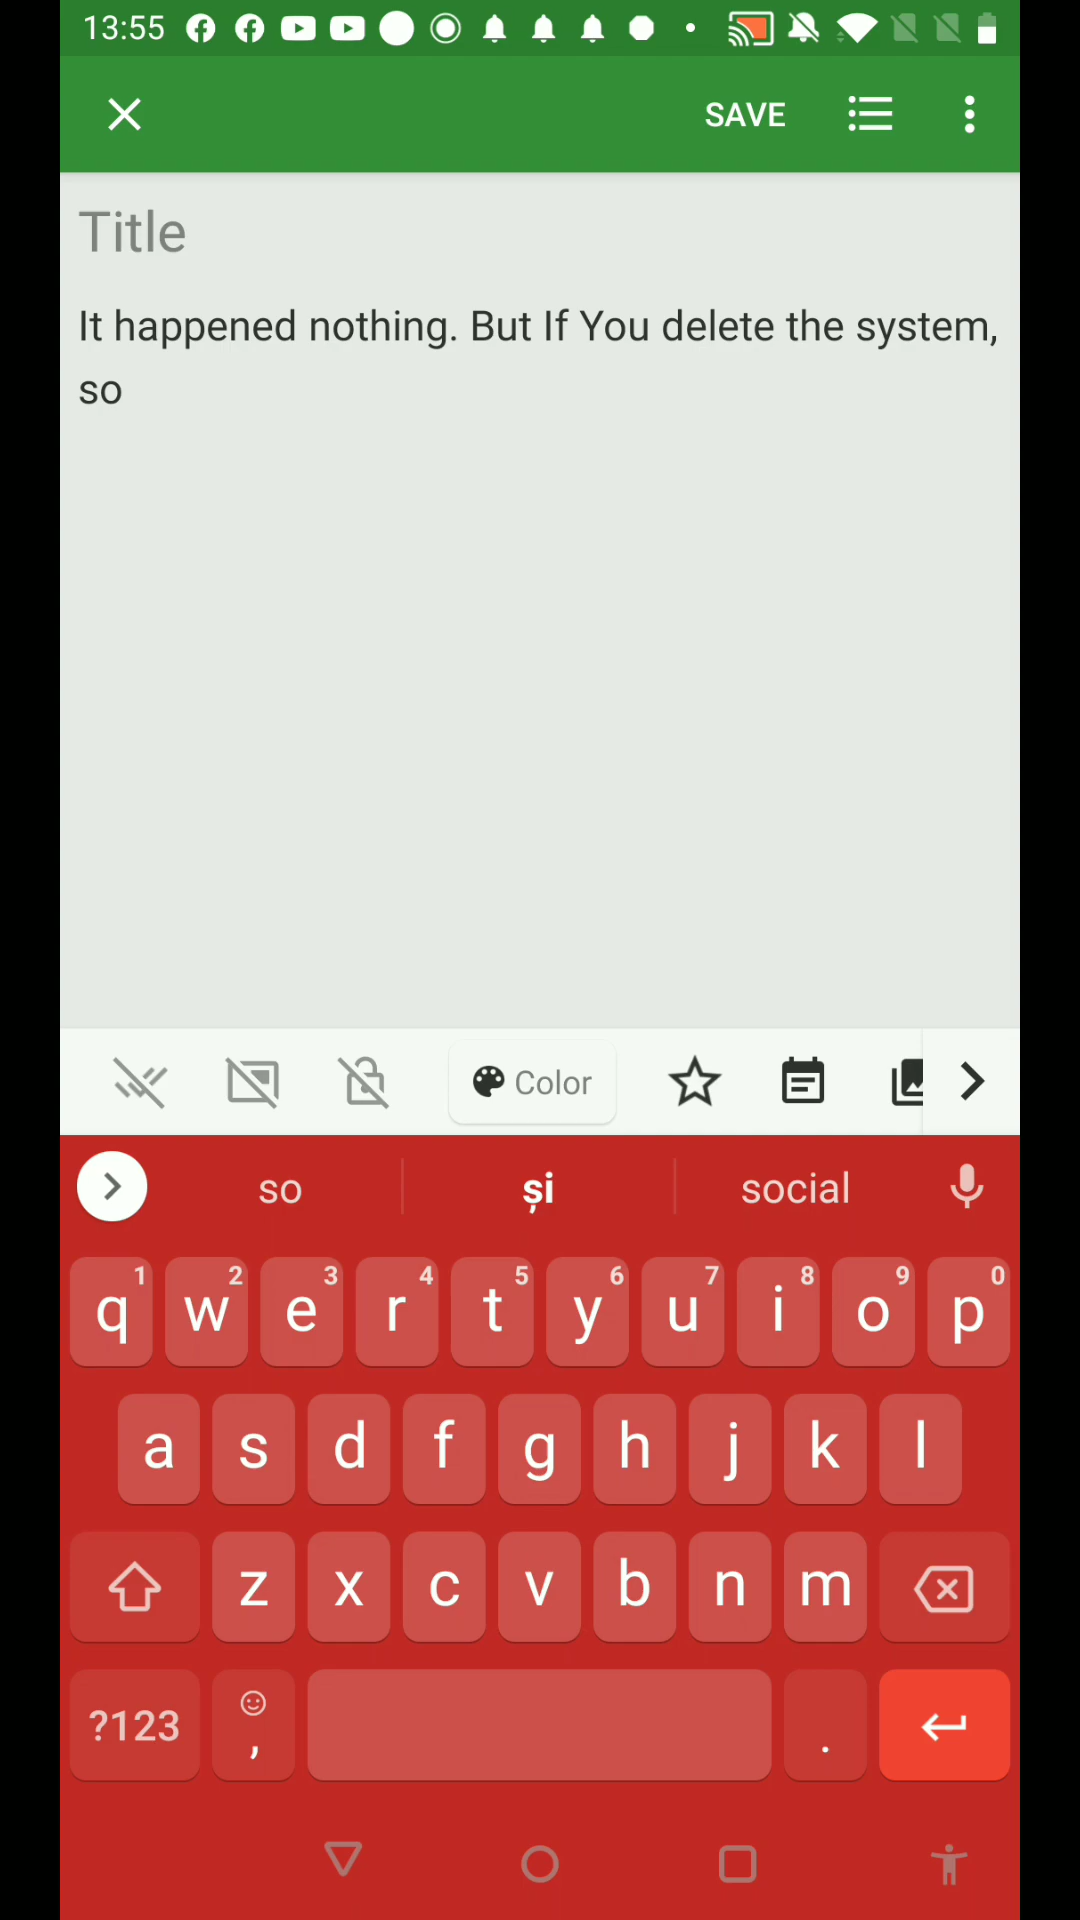 13:55
SAVE
Title
It happened nothing. But If You delete the system,
so
Color
so și social
1 2 3 4 5 6 7 8 9 0
q w e r t y u i o p
a s d f g h j k l
z x c v b n m
?123 , .